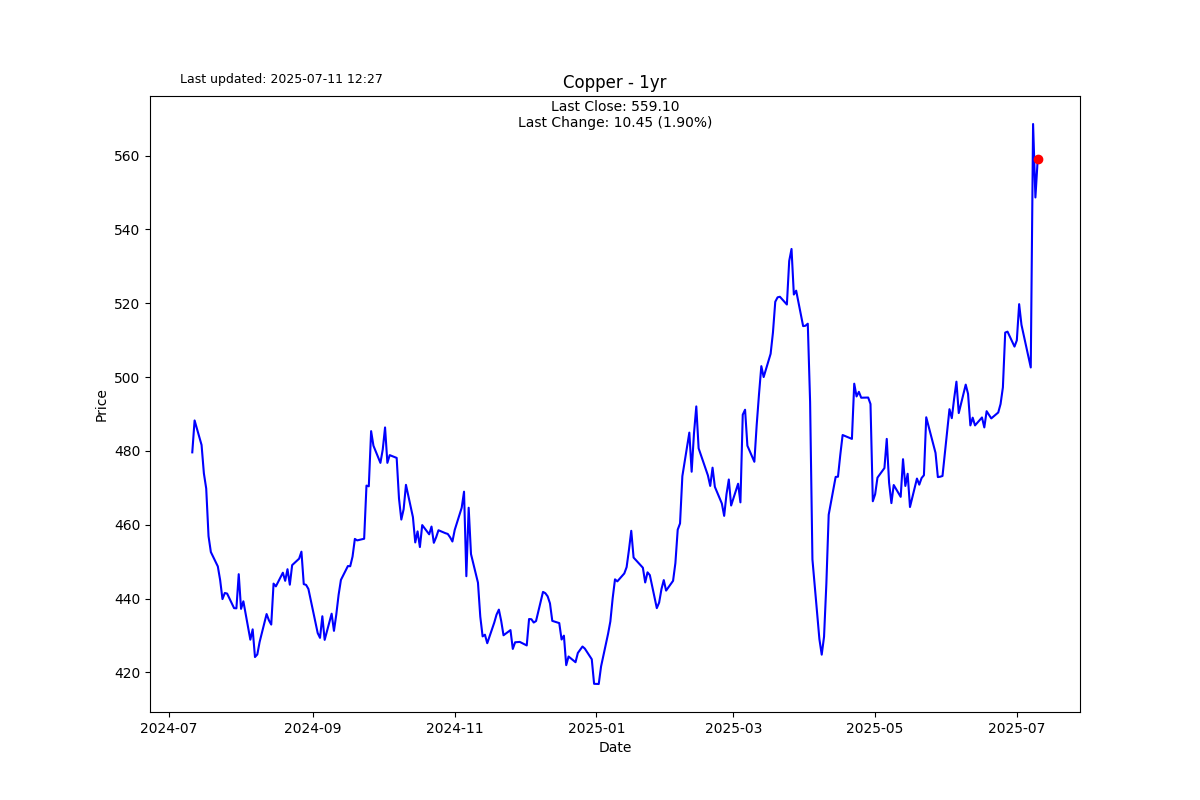 Last updated: 2025-07-11 12:27
Copper - 1yr
Last Close: 559.10
Last Change: 10.45 (1.90%)
560
540
520
500
480
460
440
420
Price
2024-07
2024-09
2024-11
2025-01
2025-03
2025-05
2025-07
Date